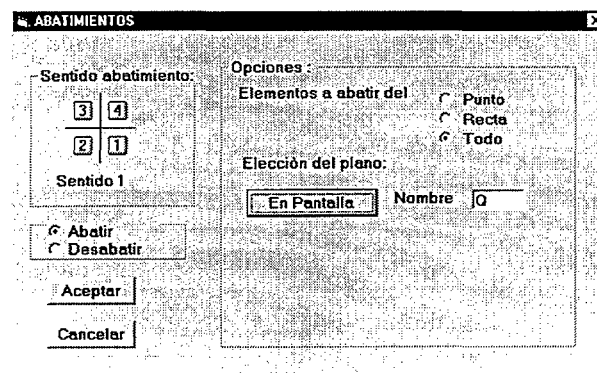 ABATIMIENTOS
Sentido abatimiento:
3 4
2 1
Sentido 1
Abatir
Desabatir
Aceptar
Cancelar
Opciones :
Elementos a abatir del
Punto
Recta
Todo
Elección del plano:
En Pantalla
Nombre Q